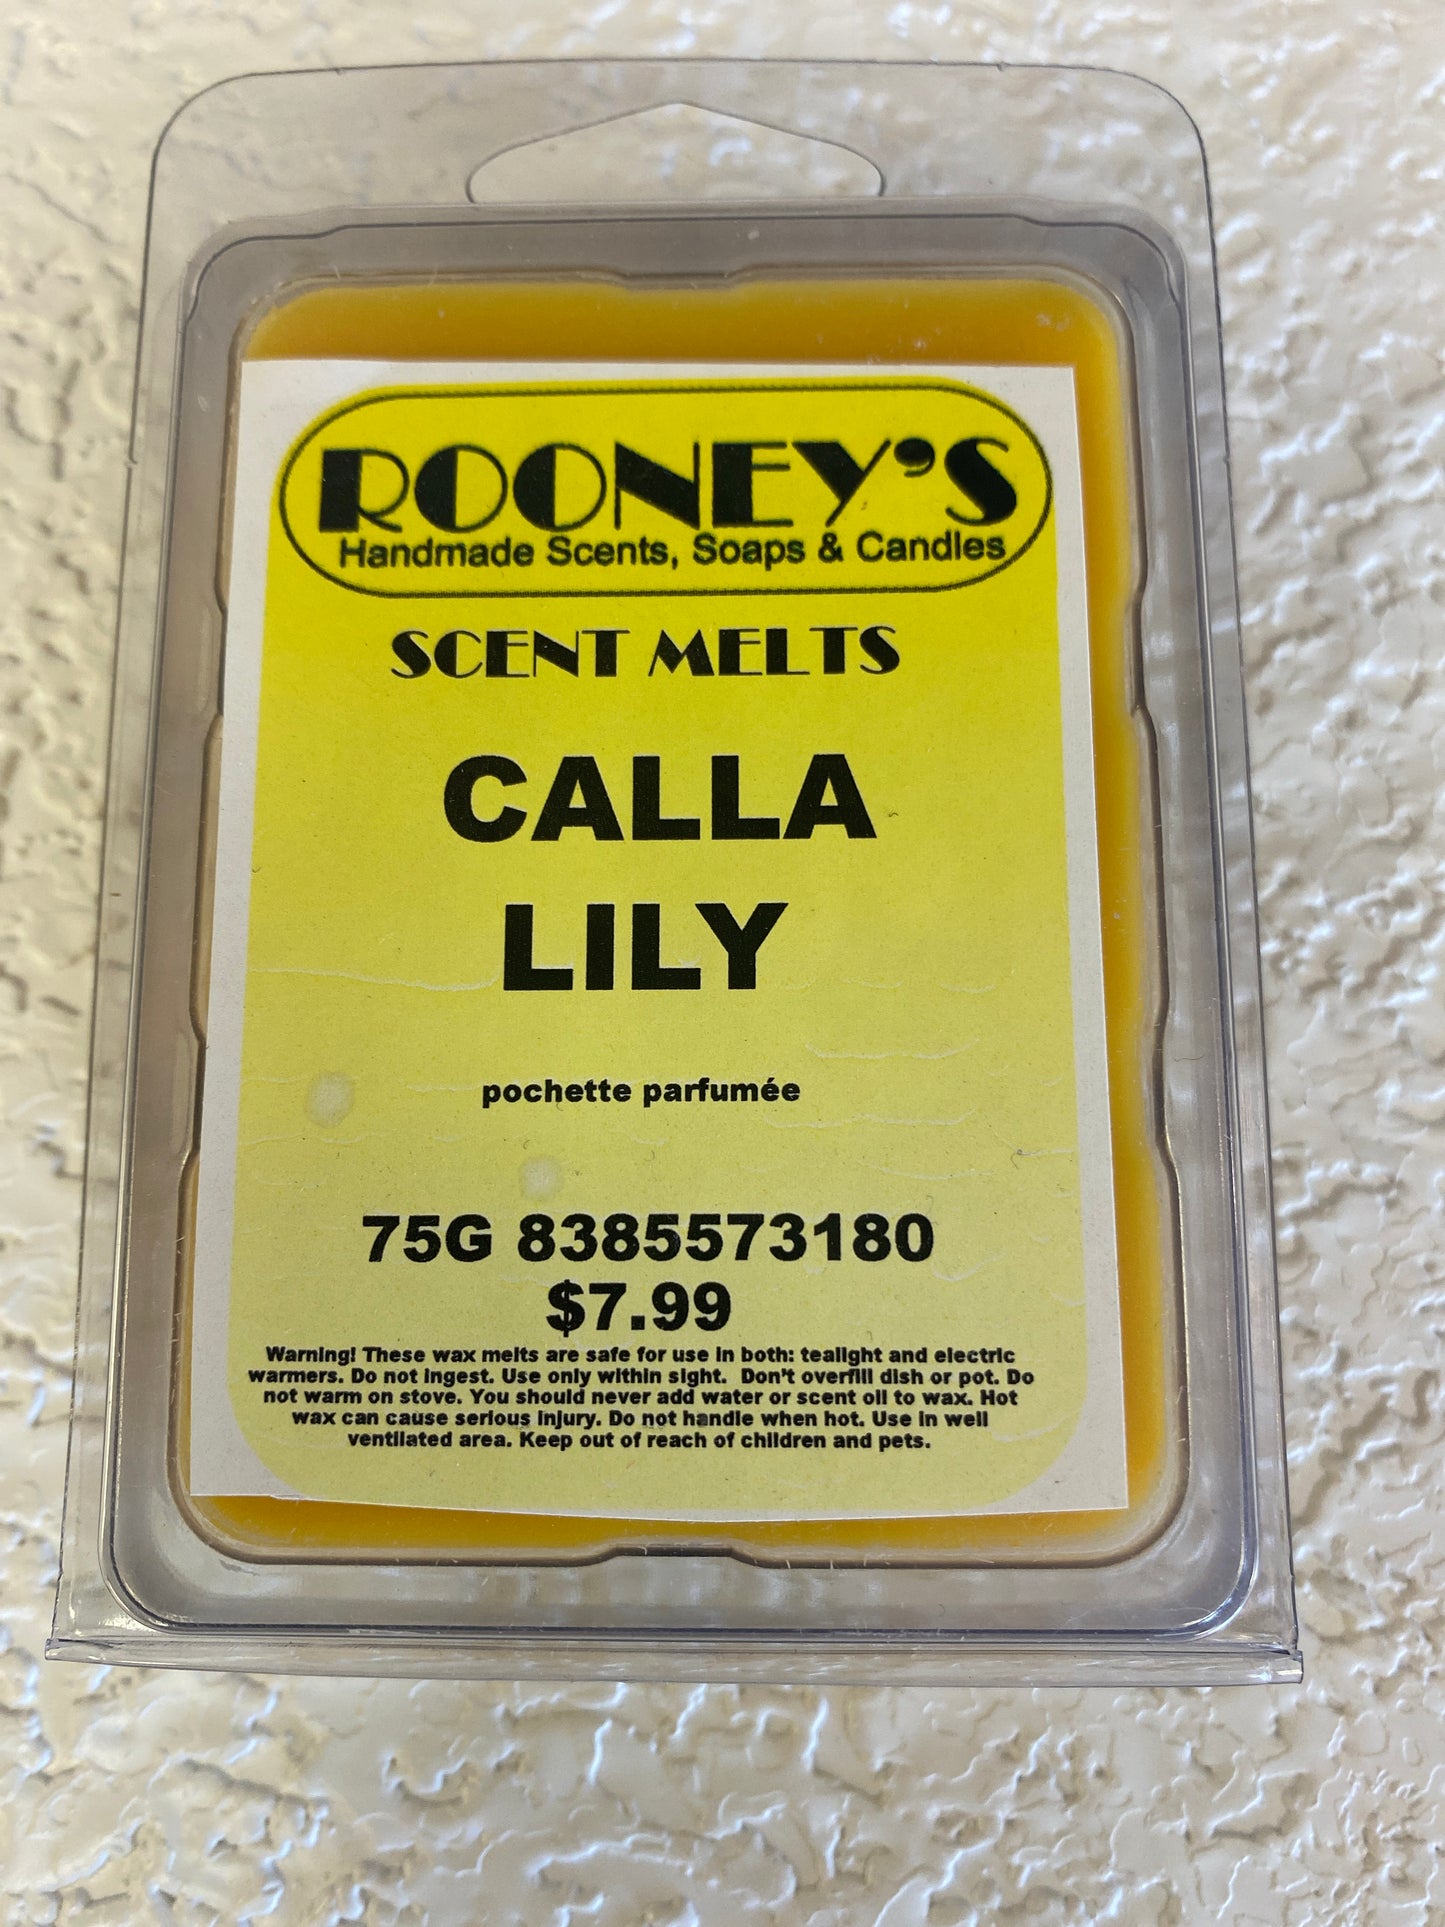 ROONEY'S
Handmade Scents, Soaps & Candles
SCENT MELTS
CALLA
LILY
pochette parfumée
75G 8385573180
$7.99
Warning! These wax melts are safe for use in both: tealight and electric
warmers. Do not ingest. Use only within sight. Don't overfill dish or pot. Do
not warm on stove. You should never add water or scent oil to wax. Hot
wax can cause serious injury. Do not handle when hot. Use in well
ventilated area. Keep out of reach of children and pets.